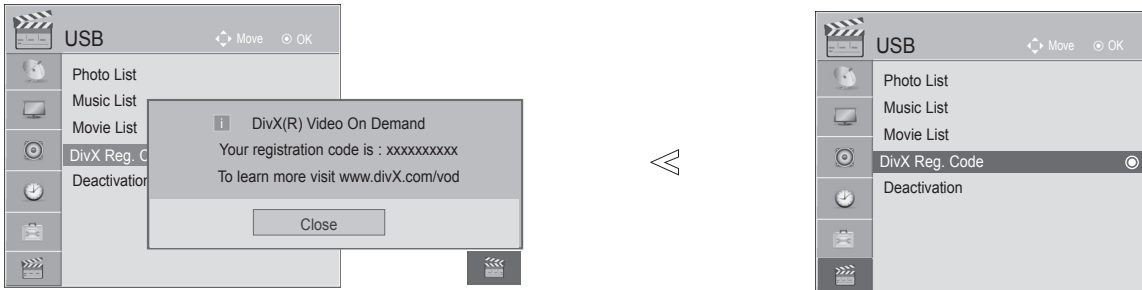 USB
Move
OK
Photo List
Music List
Movie List
DivX Reg. C
Deactivation
i
DivX(R) Video On Demand
Your registration code is : xxxxxxxxxx
To learn more visit www.divX.com/vod
Close
USB
Move
OK
Photo List
Music List
Movie List
DivX Reg. Code
Deactivation